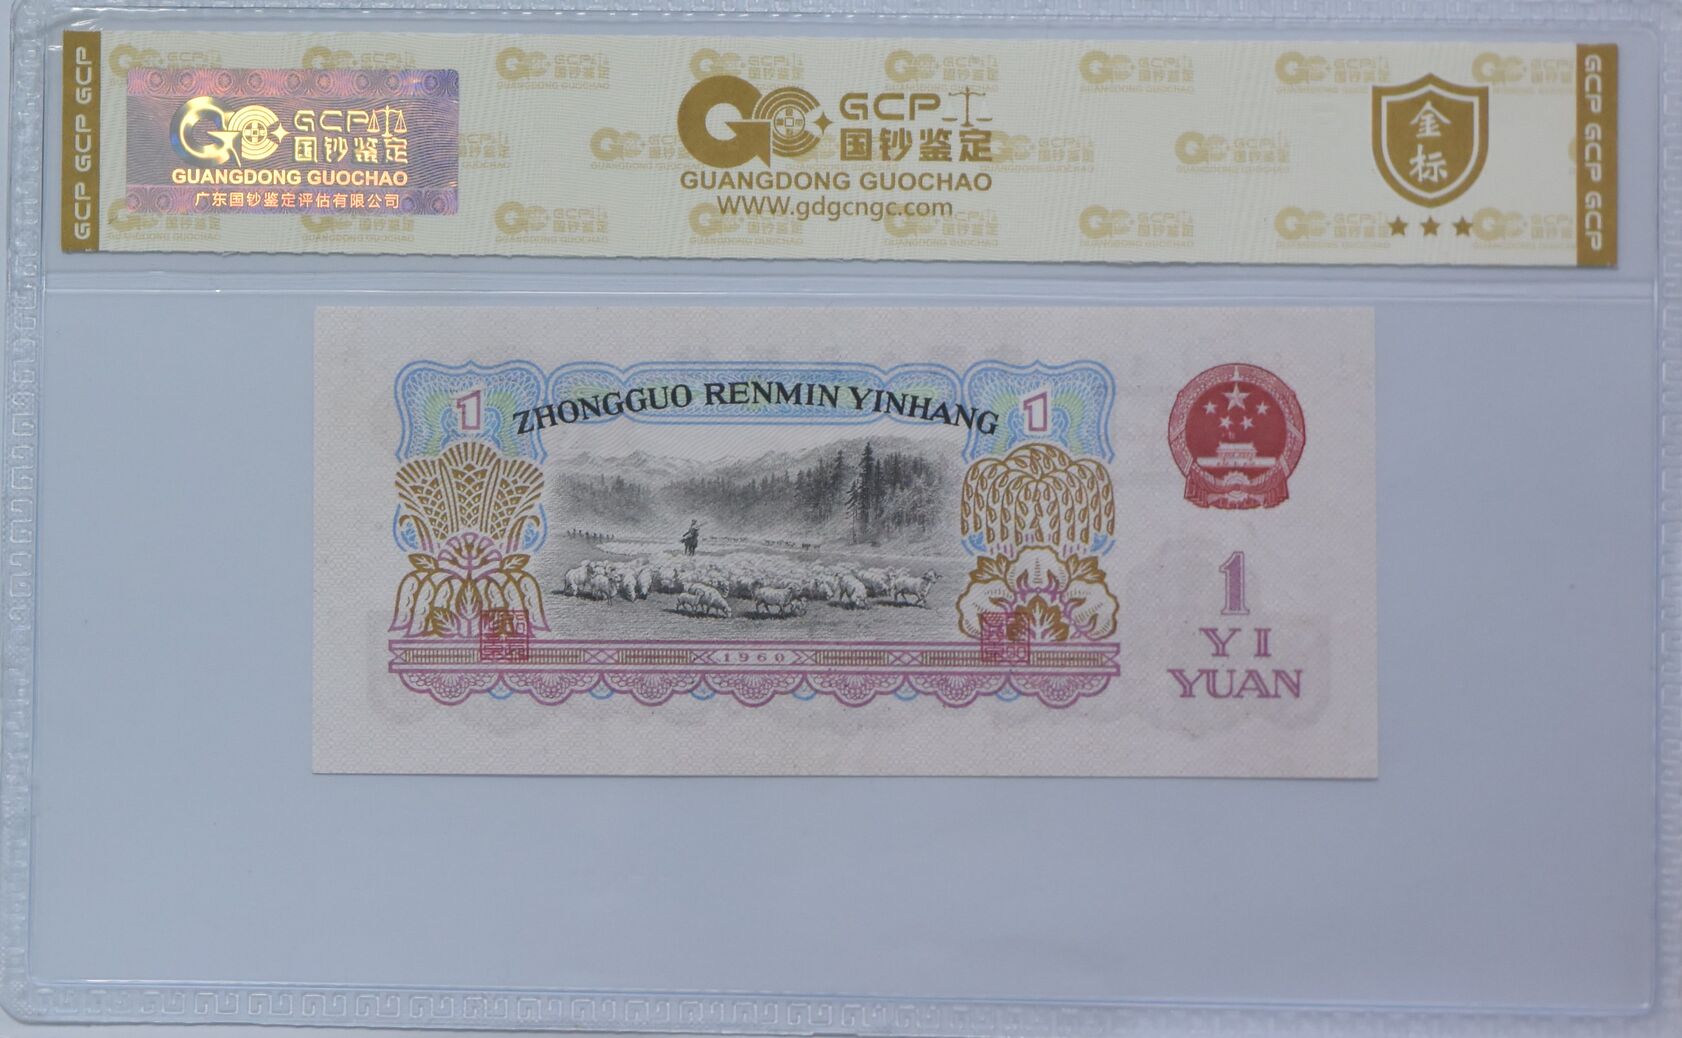 GCP GCP GCP
GCP 国钞鉴定
GUANGDONG GUOCHAO
广东国钞鉴定评估有限公司
GCP
国钞鉴定
GUANGDONG GUOCHAO
www.gdgcngc.com
金标
GCP GCP GCP
1
ZHONGGUO RENMIN YINHANG
1
1960
1
YI
YUAN